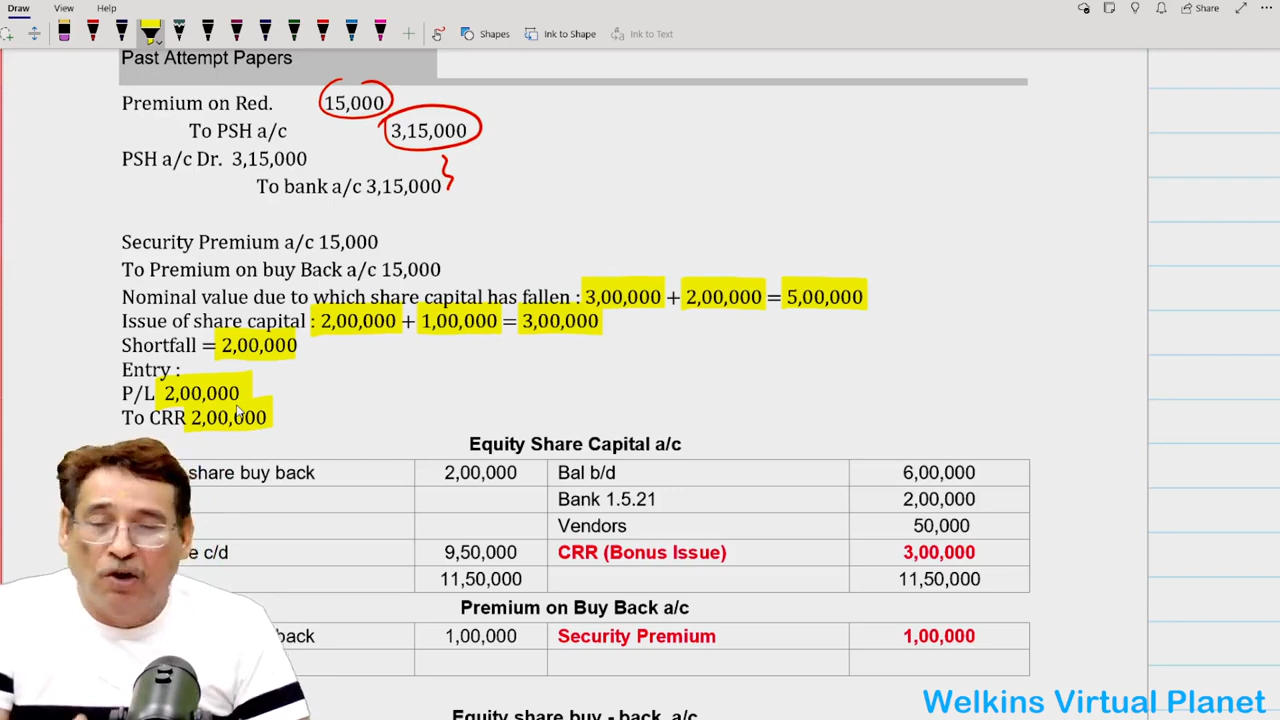 Draw View Help
Shapes Ink to Shape Ink to Text Share
Past Attempt Papers
Premium on Red. 15,000
To PSH a/c 3,15,000
PSH a/c Dr. 3,15,000
To bank a/c 3,15,000
Security Premium a/c 15,000
To Premium on buy Back a/c 15,000
Nominal value due to which share capital has fallen : 3,00,000 + 2,00,000 = 5,00,000
Issue of share capital : 2,00,000 + 1,00,000 = 3,00,000
Shortfall = 2,00,000
Entry :
P/L 2,00,000
To CRR 2,00,000
Equity Share Capital a/c
share buy back 2,00,000 Bal b/d 6,00,000
Bank 1.5.21 2,00,000
Vendors 50,000
c/d 9,50,000 CRR (Bonus Issue) 3,00,000
11,50,000 11,50,000
Premium on Buy Back a/c
back 1,00,000 Security Premium 1,00,000
Welkins Virtual Planet
Equity share buy - back a/c